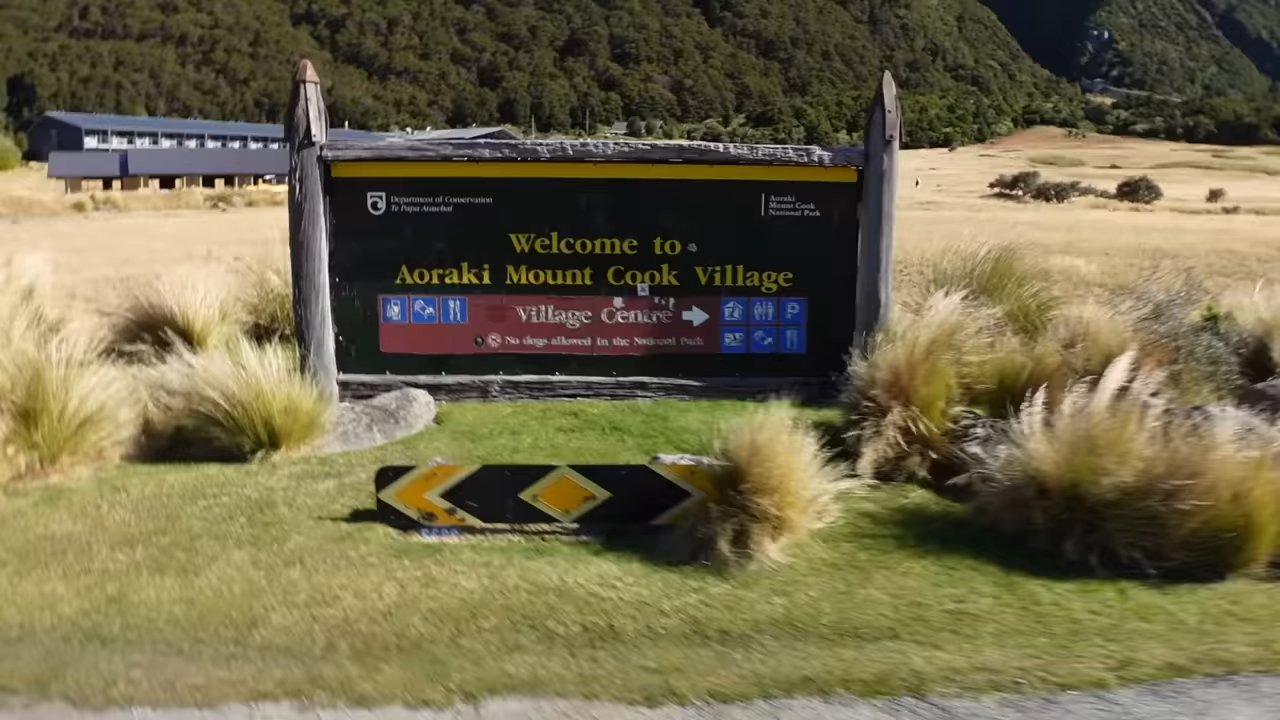 Department of Conservation
Te Papa Atawhai
Aoraki
Mount Cook
National Park
Welcome to
Aoraki Mount Cook Village
Village Centre
P
No dogs allowed in the National Park